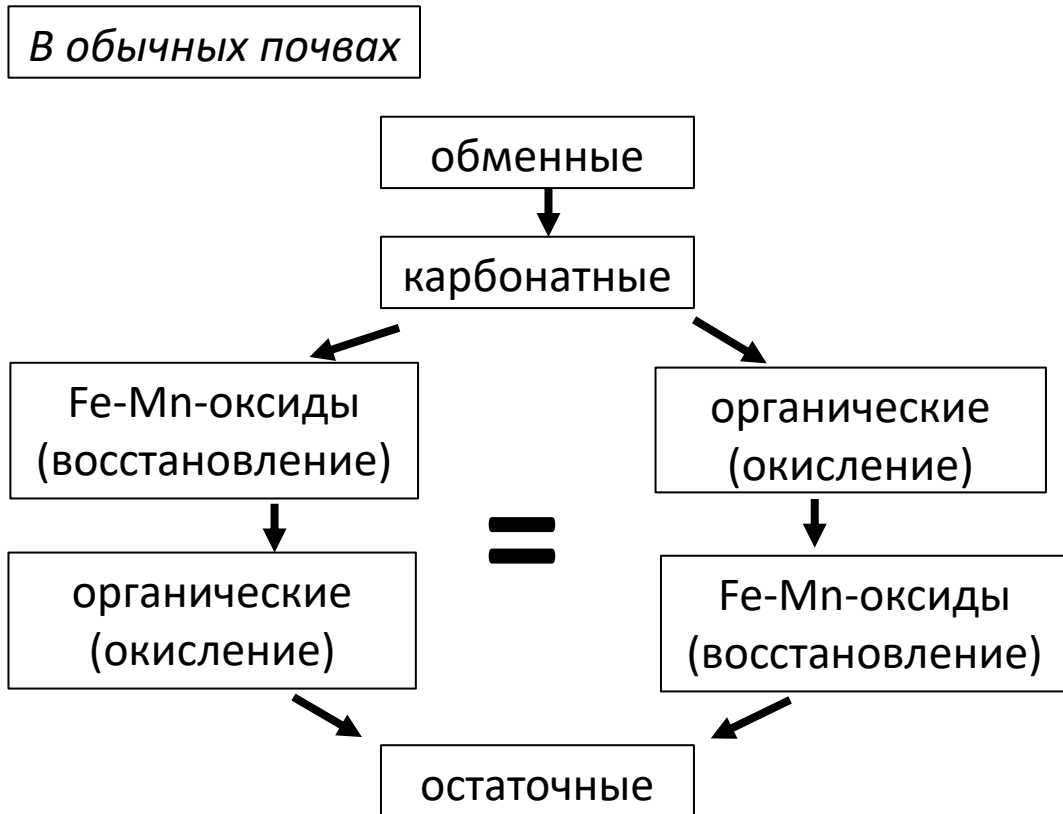 В обычных почвах
обменные
карбонатные
Fe-Mn-оксиды
(восстановление)
органические
(окисление)
=
органические
(окисление)
Fe-Mn-оксиды
(восстановление)
остаточные